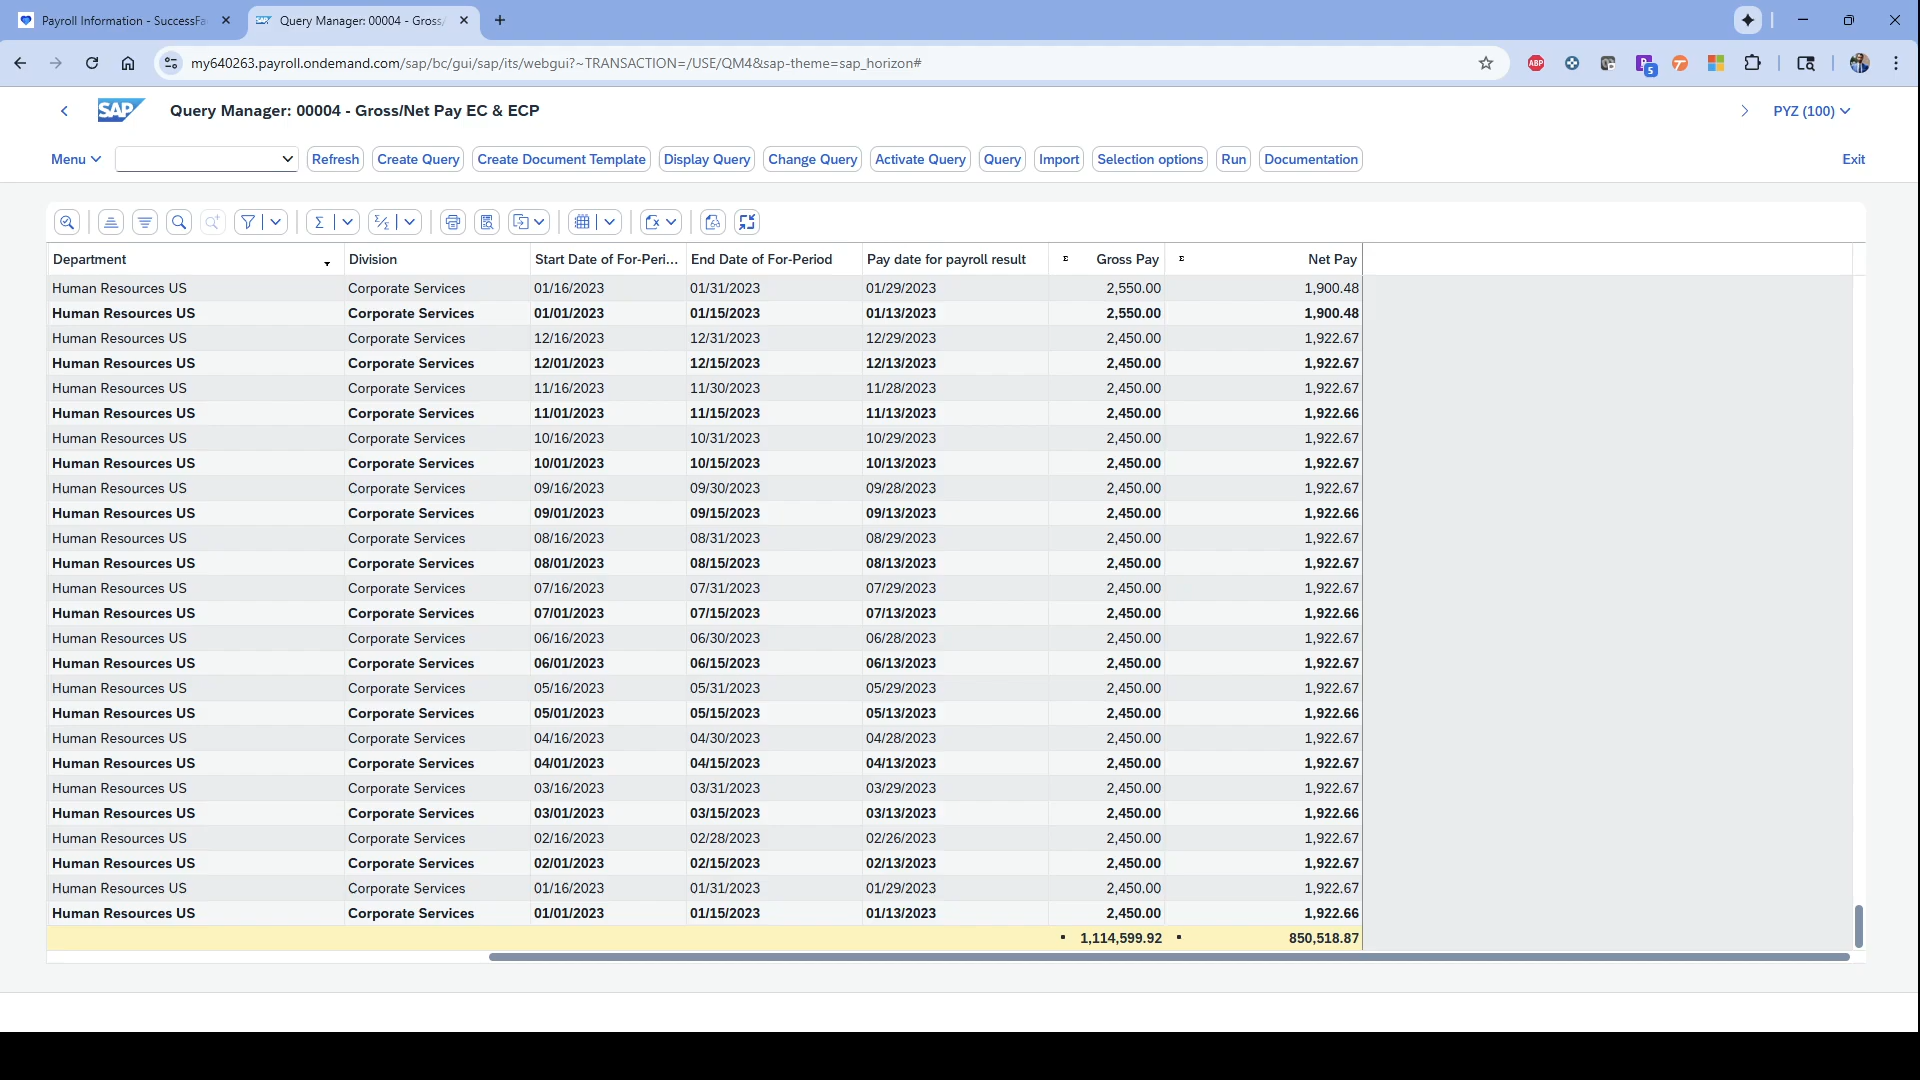 Payroll Information - SuccessFa
Query Manager: 00004 - Gross/
my640263.payroll.ondemand.com/sap/bc/gui/sap/its/webgui?~TRANSACTION=/USE/QM4&sap-theme=sap_horizon#
ABP
5
SAP Query Manager: 00004 - Gross/Net Pay EC & ECP PYZ (100)
Menu Refresh Create Query Create Document Template Display Query Change Query Activate Query Query Import Selection options Run Documentation Exit
Department Division Start Date of For-Peri... End Date of For-Period Pay date for payroll result Σ Gross Pay Σ Net Pay
Human Resources US Corporate Services 01/16/2023 01/31/2023 01/29/2023 2,550.00 1,900.48
Human Resources US Corporate Services 01/01/2023 01/15/2023 01/13/2023 2,550.00 1,900.48
Human Resources US Corporate Services 12/16/2023 12/31/2023 12/29/2023 2,450.00 1,922.67
Human Resources US Corporate Services 12/01/2023 12/15/2023 12/13/2023 2,450.00 1,922.67
Human Resources US Corporate Services 11/16/2023 11/30/2023 11/28/2023 2,450.00 1,922.67
Human Resources US Corporate Services 11/01/2023 11/15/2023 11/13/2023 2,450.00 1,922.66
Human Resources US Corporate Services 10/16/2023 10/31/2023 10/29/2023 2,450.00 1,922.67
Human Resources US Corporate Services 10/01/2023 10/15/2023 10/13/2023 2,450.00 1,922.67
Human Resources US Corporate Services 09/16/2023 09/30/2023 09/28/2023 2,450.00 1,922.67
Human Resources US Corporate Services 09/01/2023 09/15/2023 09/13/2023 2,450.00 1,922.66
Human Resources US Corporate Services 08/16/2023 08/31/2023 08/29/2023 2,450.00 1,922.67
Human Resources US Corporate Services 08/01/2023 08/15/2023 08/13/2023 2,450.00 1,922.67
Human Resources US Corporate Services 07/16/2023 07/31/2023 07/29/2023 2,450.00 1,922.67
Human Resources US Corporate Services 07/01/2023 07/15/2023 07/13/2023 2,450.00 1,922.66
Human Resources US Corporate Services 06/16/2023 06/30/2023 06/28/2023 2,450.00 1,922.67
Human Resources US Corporate Services 06/01/2023 06/15/2023 06/13/2023 2,450.00 1,922.67
Human Resources US Corporate Services 05/16/2023 05/31/2023 05/29/2023 2,450.00 1,922.67
Human Resources US Corporate Services 05/01/2023 05/15/2023 05/13/2023 2,450.00 1,922.66
Human Resources US Corporate Services 04/16/2023 04/30/2023 04/28/2023 2,450.00 1,922.67
Human Resources US Corporate Services 04/01/2023 04/15/2023 04/13/2023 2,450.00 1,922.67
Human Resources US Corporate Services 03/16/2023 03/31/2023 03/29/2023 2,450.00 1,922.67
Human Resources US Corporate Services 03/01/2023 03/15/2023 03/13/2023 2,450.00 1,922.66
Human Resources US Corporate Services 02/16/2023 02/28/2023 02/26/2023 2,450.00 1,922.67
Human Resources US Corporate Services 02/01/2023 02/15/2023 02/13/2023 2,450.00 1,922.67
Human Resources US Corporate Services 01/16/2023 01/31/2023 01/29/2023 2,450.00 1,922.67
Human Resources US Corporate Services 01/01/2023 01/15/2023 01/13/2023 2,450.00 1,922.66
▪ 1,114,599.92 ▪ 850,518.87